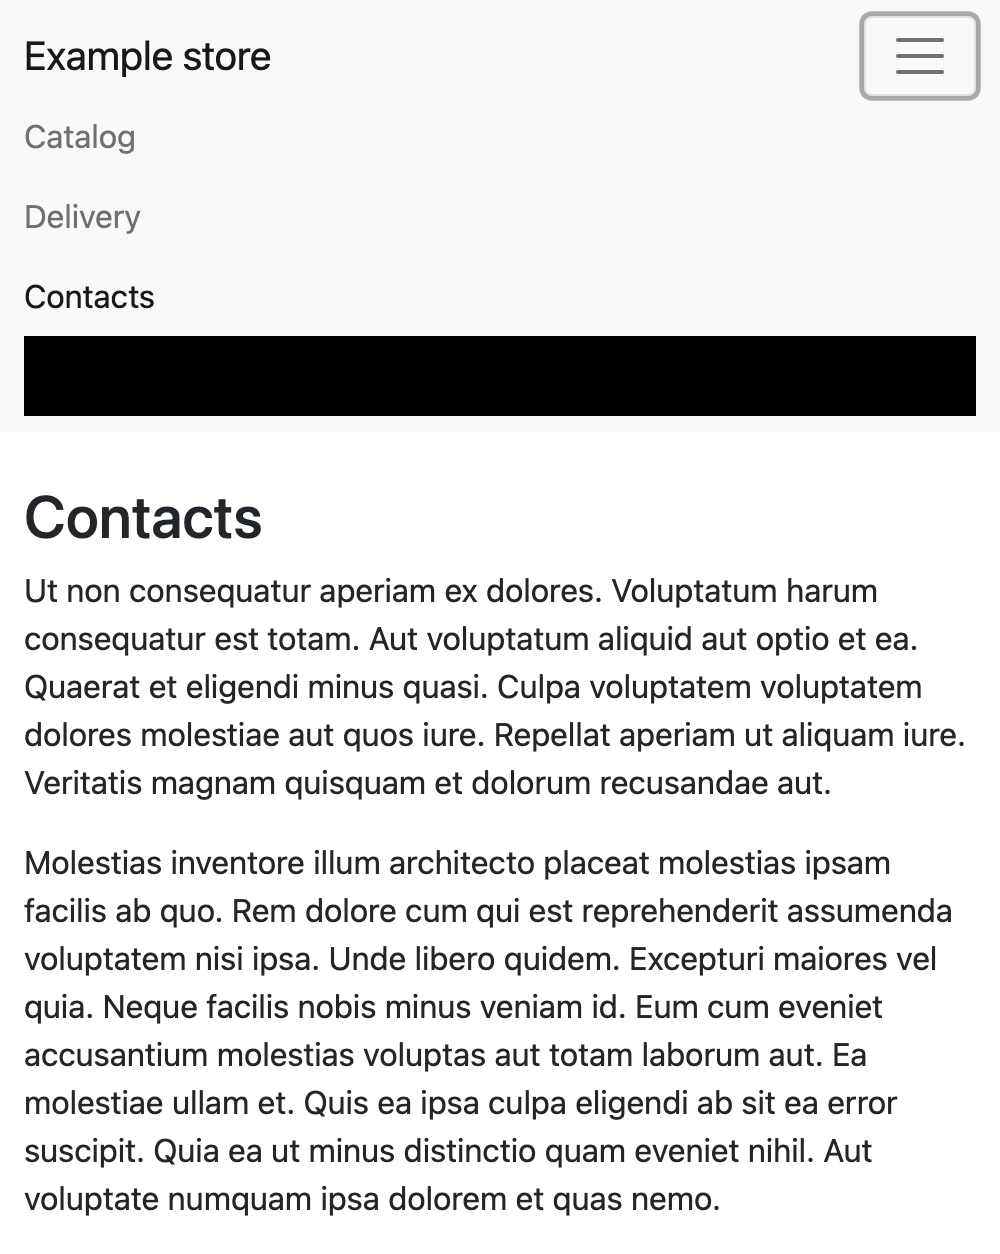 Example store
Catalog
Delivery
Contacts
Contacts
Ut non consequatur aperiam ex dolores. Voluptatum harum
consequatur est totam. Aut voluptatum aliquid aut optio et ea.
Quaerat et eligendi minus quasi. Culpa voluptatem voluptatem
dolores molestiae aut quos iure. Repellat aperiam ut aliquam iure.
Veritatis magnam quisquam et dolorum recusandae aut.
Molestias inventore illum architecto placeat molestias ipsam
facilis ab quo. Rem dolore cum qui est reprehenderit assumenda
voluptatem nisi ipsa. Unde libero quidem. Excepturi maiores vel
quia. Neque facilis nobis minus veniam id. Eum cum eveniet
accusantium molestias voluptas aut totam laborum aut. Ea
molestiae ullam et. Quis ea ipsa culpa eligendi ab sit ea error
suscipit. Quia ea ut minus distinctio quam eveniet nihil. Aut
voluptate numquam ipsa dolorem et quas nemo.